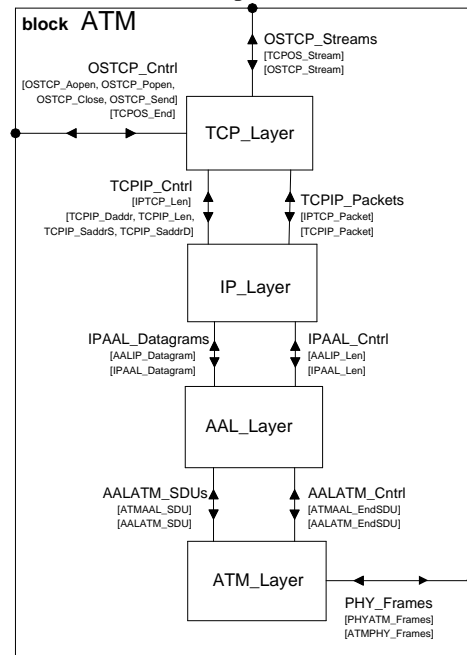 block ATM
OSTCP_Streams
[TCPOS_Stream]
[OSTCP_Stream]
OSTCP_Cntrl
[OSTCP_Aopen, OSTCP_Popen,
OSTCP_Close, OSTCP_Send]
[TCPOS_End]
TCP_Layer
TCPIP_Cntrl
[IPTCP_Len]
[TCPIP_Daddr, TCPIP_Len,
TCPIP_SaddrS, TCPIP_SaddrD]
TCPIP_Packets
[IPTCP_Packet]
[TCPIP_Packet]
IP_Layer
IPAAL_Datagrams
[AALIP_Datagram]
[IPAAL_Datagram]
IPAAL_Cntrl
[AALIP_Len]
[IPAAL_Len]
AAL_Layer
AALATM_SDUs
[ATMAAL_SDU]
[AALATM_SDU]
AALATM_Cntrl
[ATMAAL_EndSDU]
[AALATM_EndSDU]
ATM_Layer
PHY_Frames
[PHYATM_Frames]
[ATMPHY_Frames]